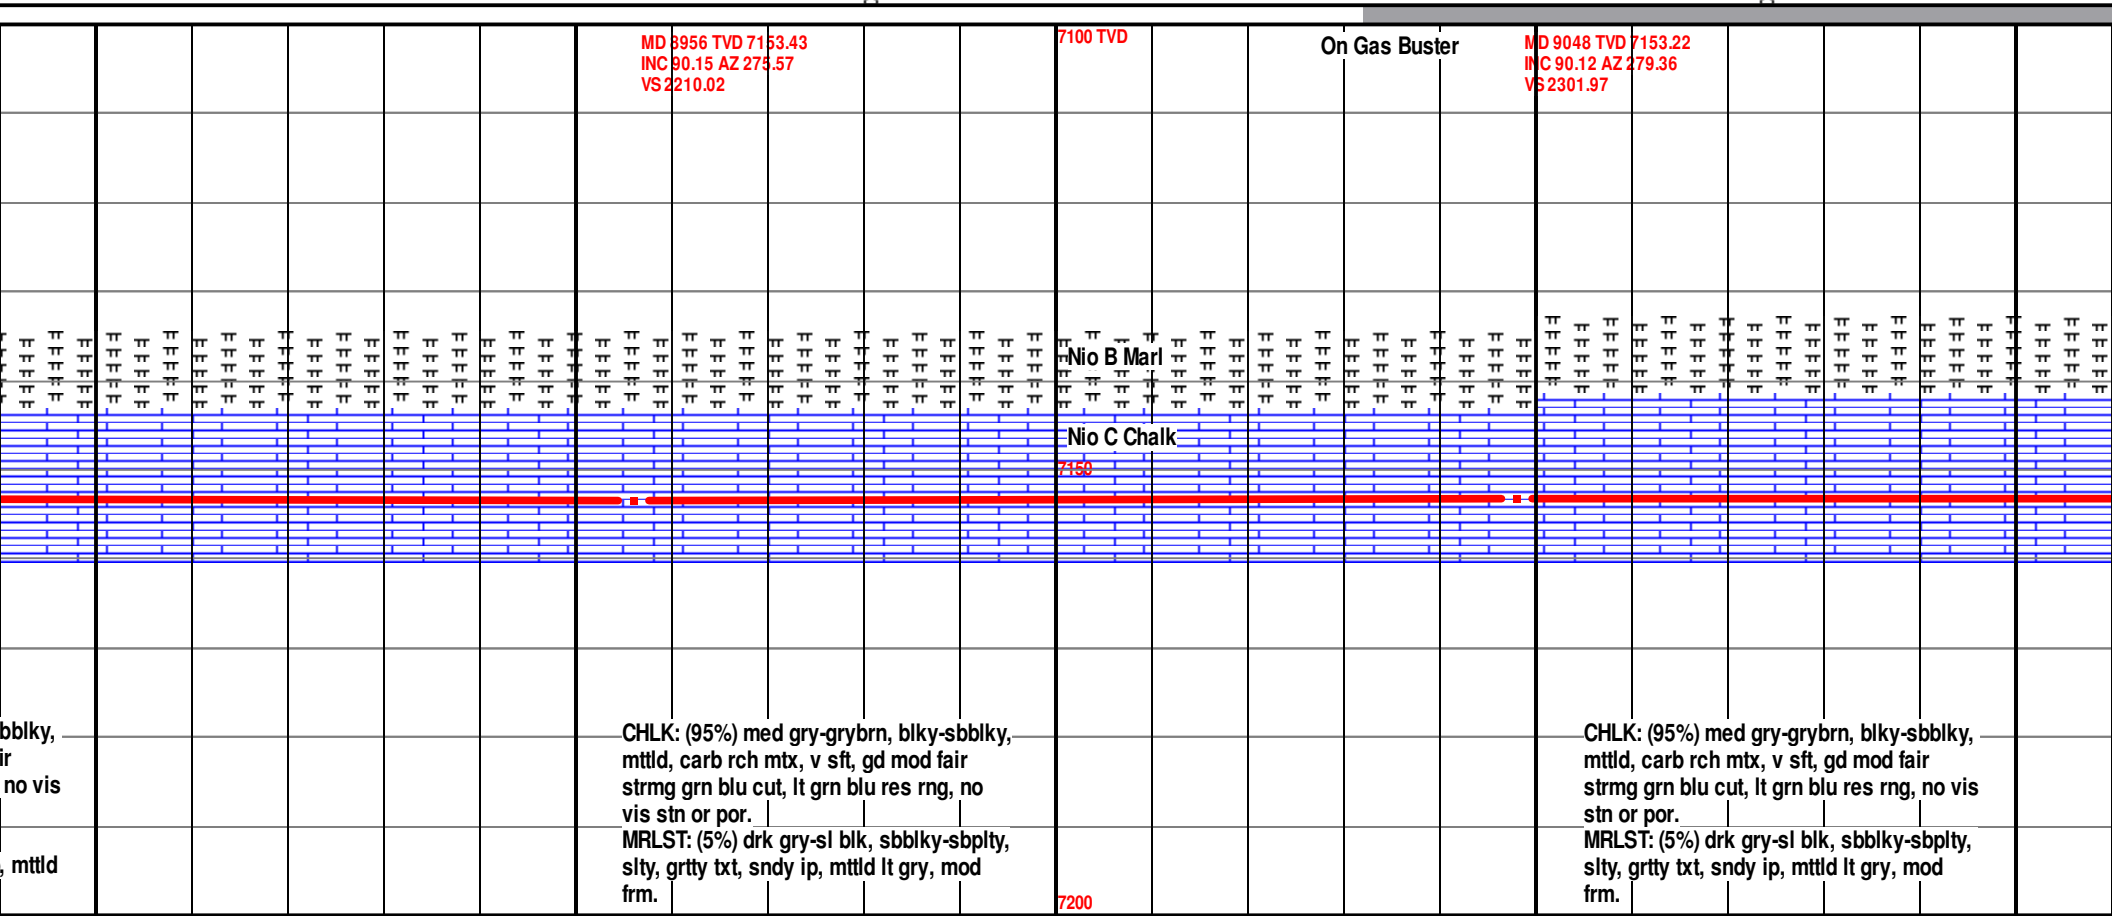 MD 8956 TVD 7153.43
INC 90.15 AZ 275.57
VS 2210.02
7100 TVD
On Gas Buster
MD 9048 TVD 7153.22
INC 90.12 AZ 279.36
VS 2301.97
Nio B Marl
Nio C Chalk
7150
bblky,
ir
no vis
, mttld
CHLK: (95%) med gry-grybrn, blky-sbblky,
mttld, carb rch mtx, v sft, gd mod fair
strmg grn blu cut, lt grn blu res rng, no
vis stn or por.
MRLST: (5%) drk gry-sl blk, sbblky-sbplty,
slty, grtty txt, sndy ip, mttld lt gry, mod
frm.
7200
CHLK: (95%) med gry-grybrn, blky-sbblky,
mttld, carb rch mtx, v sft, gd mod fair
strmg grn blu cut, lt grn blu res rng, no vis
stn or por.
MRLST: (5%) drk gry-sl blk, sbblky-sbplty,
slty, grtty txt, sndy ip, mttld lt gry, mod
frm.